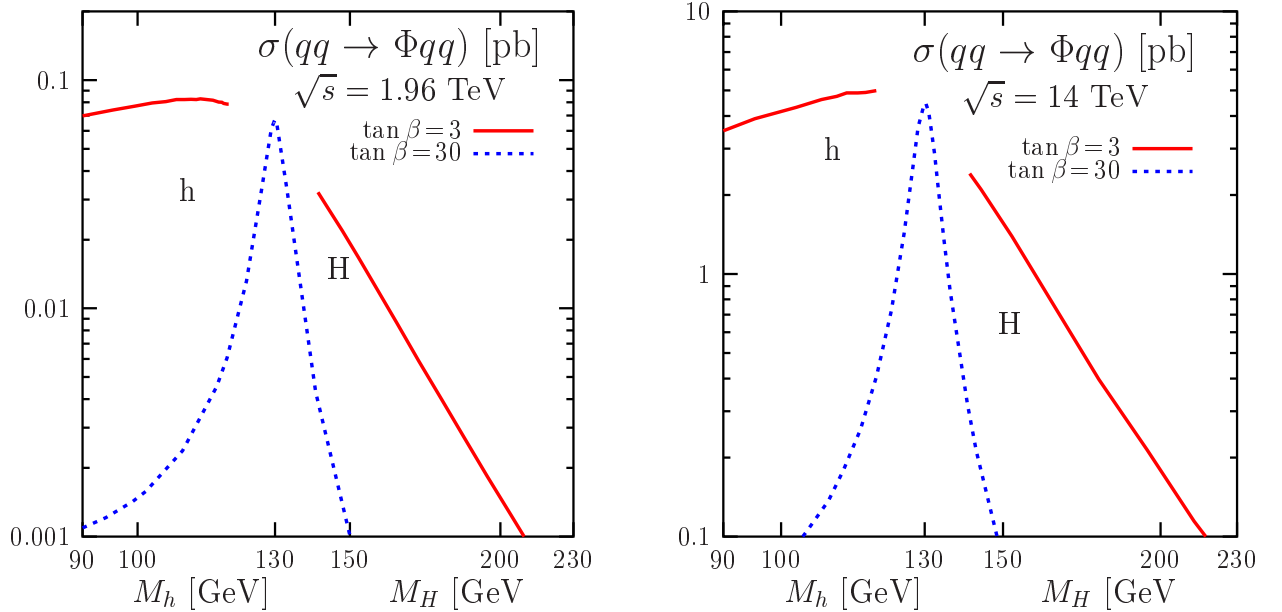 σ(qq → Φqq) [pb]
√s = 1.96 TeV
tan β = 3
tan β = 30
h
H
0.1
0.01
0.001
90 100 130 150 200 230
M_h [GeV] M_H [GeV
σ(qq → Φqq) [pb]
√s = 14 TeV
tan β = 3
tan β = 30
h
H
10
1
0.1
90 100 130 150 200 230
M_h [GeV] M_H [GeV